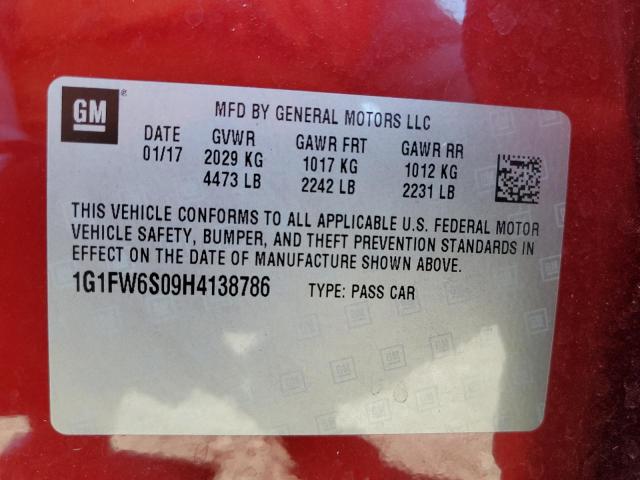 GM ®
MFD BY GENERAL MOTORS LLC
DATE GVWR GAWR FRT GAWR RR
01/17 2029 KG 1017 KG 1012 KG
4473 LB 2242 LB 2231 LB
THIS VEHICLE CONFORMS TO ALL APPLICABLE U.S. FEDERAL MOTOR
VEHICLE SAFETY, BUMPER, AND THEFT PREVENTION STANDARDS IN
EFFECT ON THE DATE OF MANUFACTURE SHOWN ABOVE.
1G1FW6S09H4138786 TYPE: PASS CAR